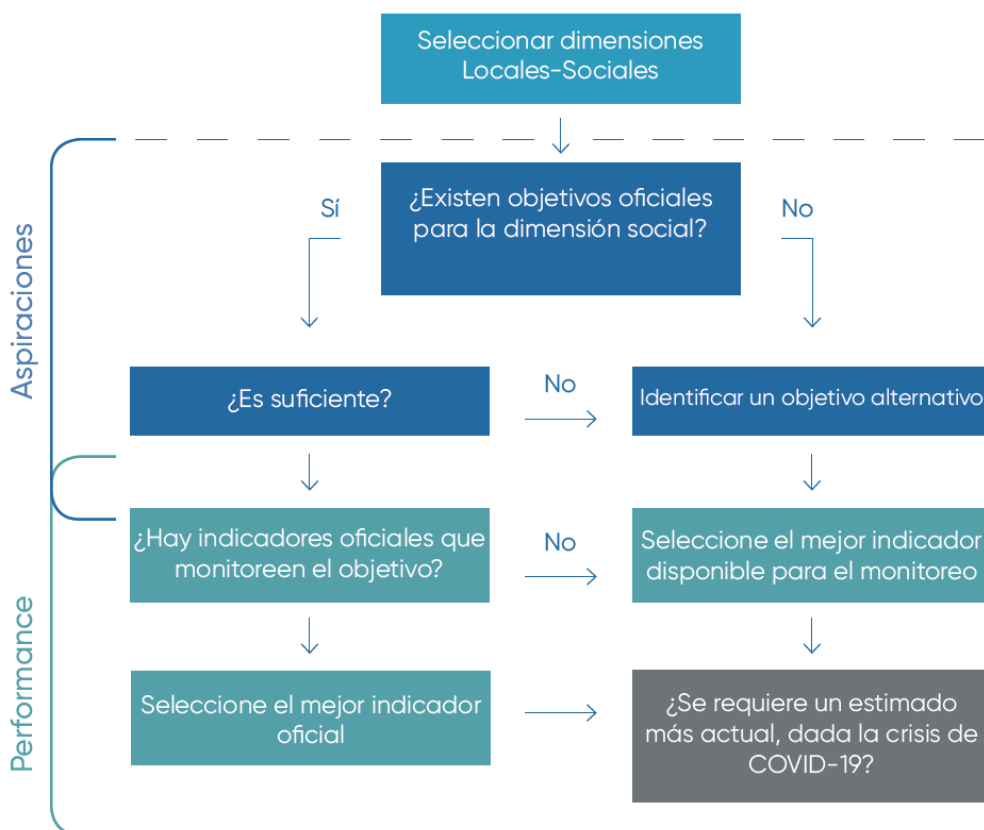 Seleccionar dimensiones
Locales-Sociales
¿Existen objetivos oficiales
para la dimensión social?
Sí
No
Aspiraciones
¿Es suficiente?
No
Identificar un objetivo alternativo
¿Hay indicadores oficiales que
monitoreen el objetivo?
No
Seleccione el mejor indicador
disponible para el monitoreo
Performance
Seleccione el mejor indicador
oficial
¿Se requiere un estimado
más actual, dada la crisis de
COVID-19?